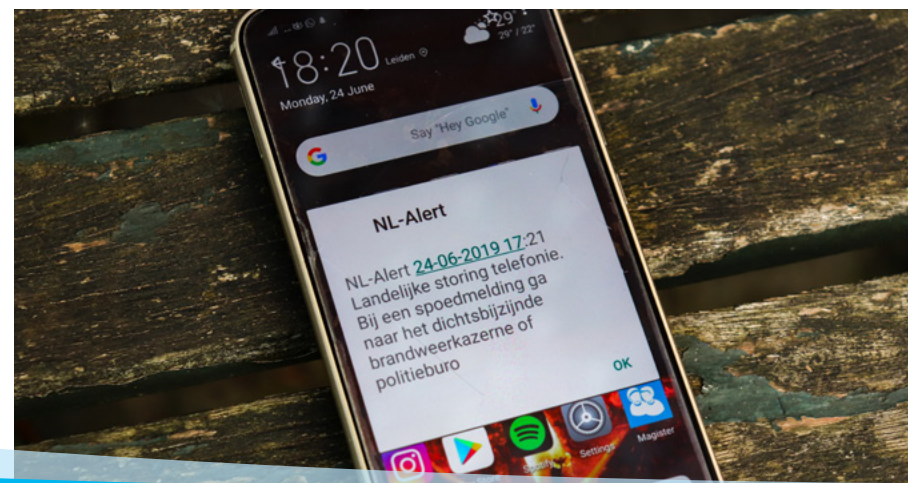 18:20 Leiden
29°
29° / 22°
Monday, 24 June
Say "Hey Google"
NL-Alert
NL-Alert 24-06-2019 17:21
Landelijke storing telefonie.
Bij een spoedmelding ga
naar het dichtsbijzijnde
brandweerkazerne of
politieburo
OK
Settings
Magister